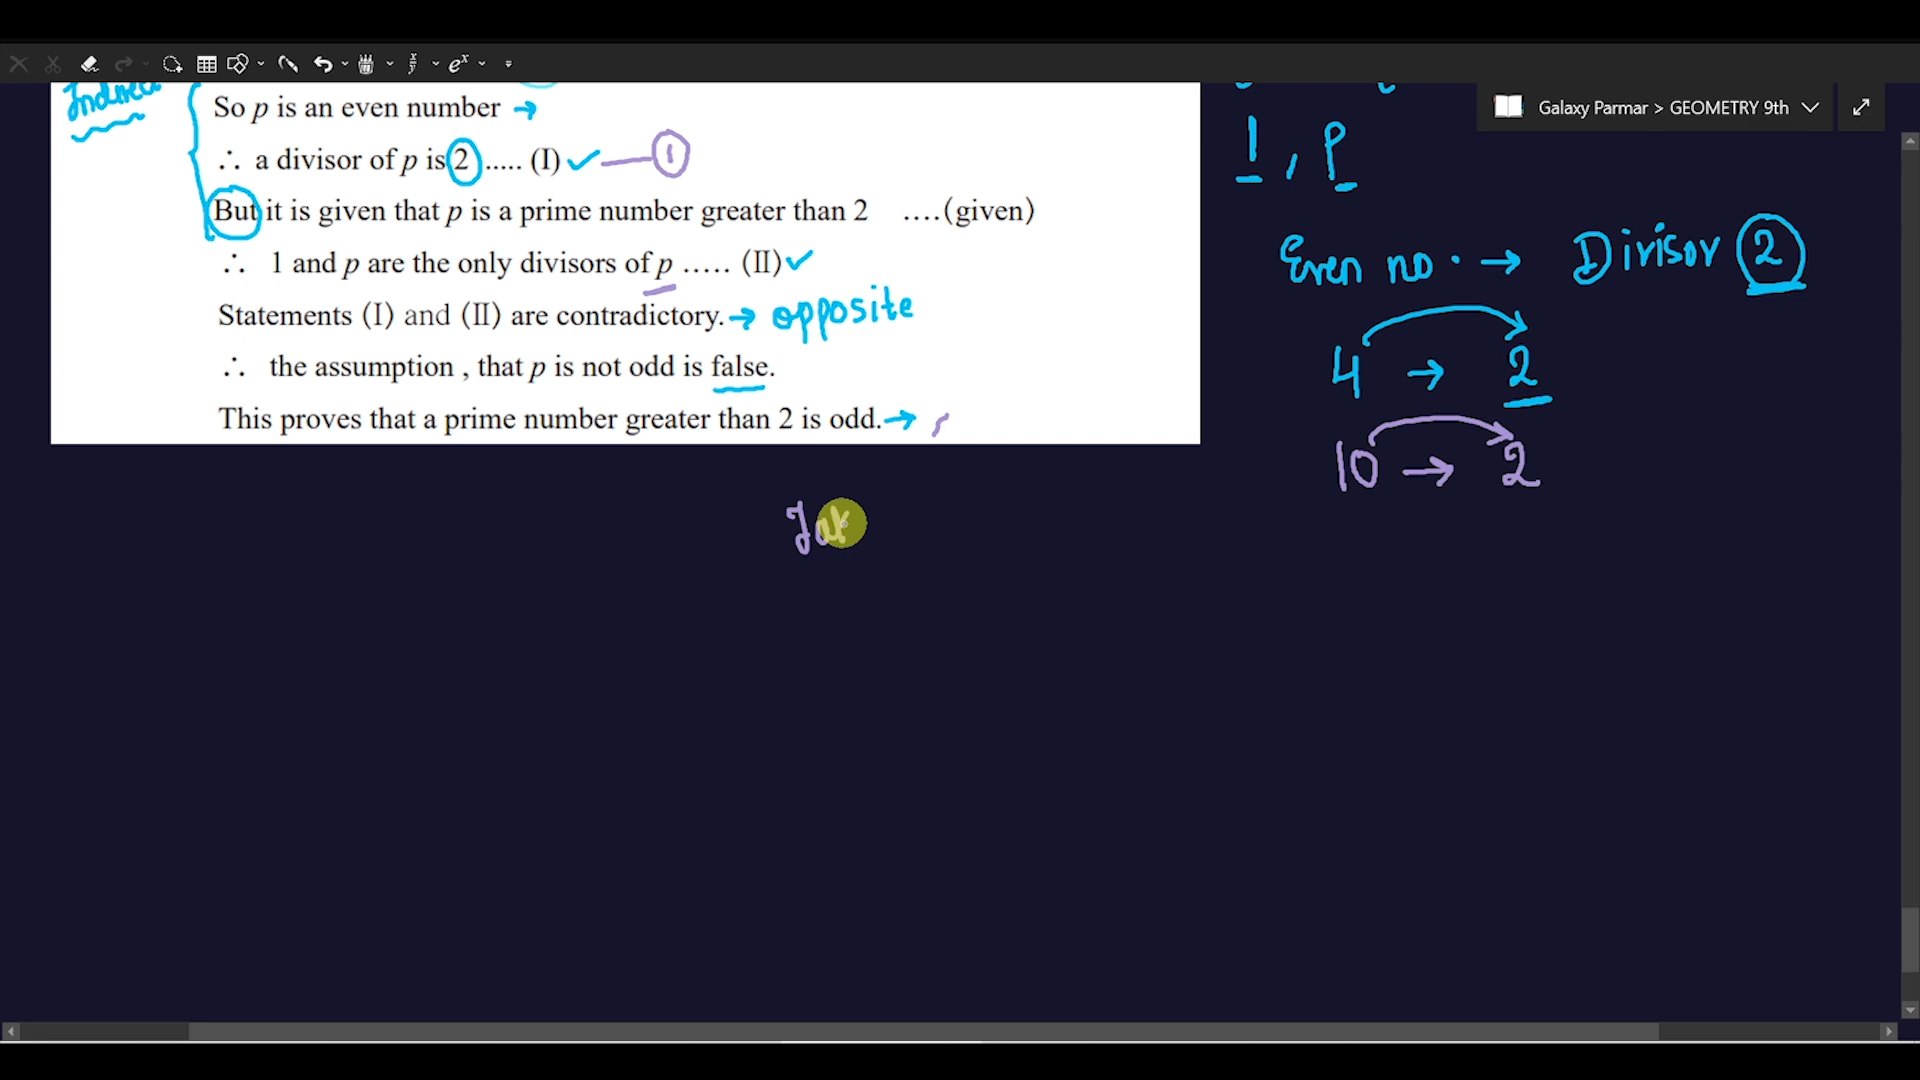 Galaxy Parmar > GEOMETRY 9th
So p is an even number →
∴ a divisor of p is 2 ..... (I) ✓ — 1
But it is given that p is a prime number greater than 2 ....(given)
∴ 1 and p are the only divisors of p ..... (II) ✓
Statements (I) and (II) are contradictory. → opposite
∴ the assumption , that p is not odd is false.
This proves that a prime number greater than 2 is odd. →
1 , p
Even no. → Divisor 2
4 → 2
10 → 2